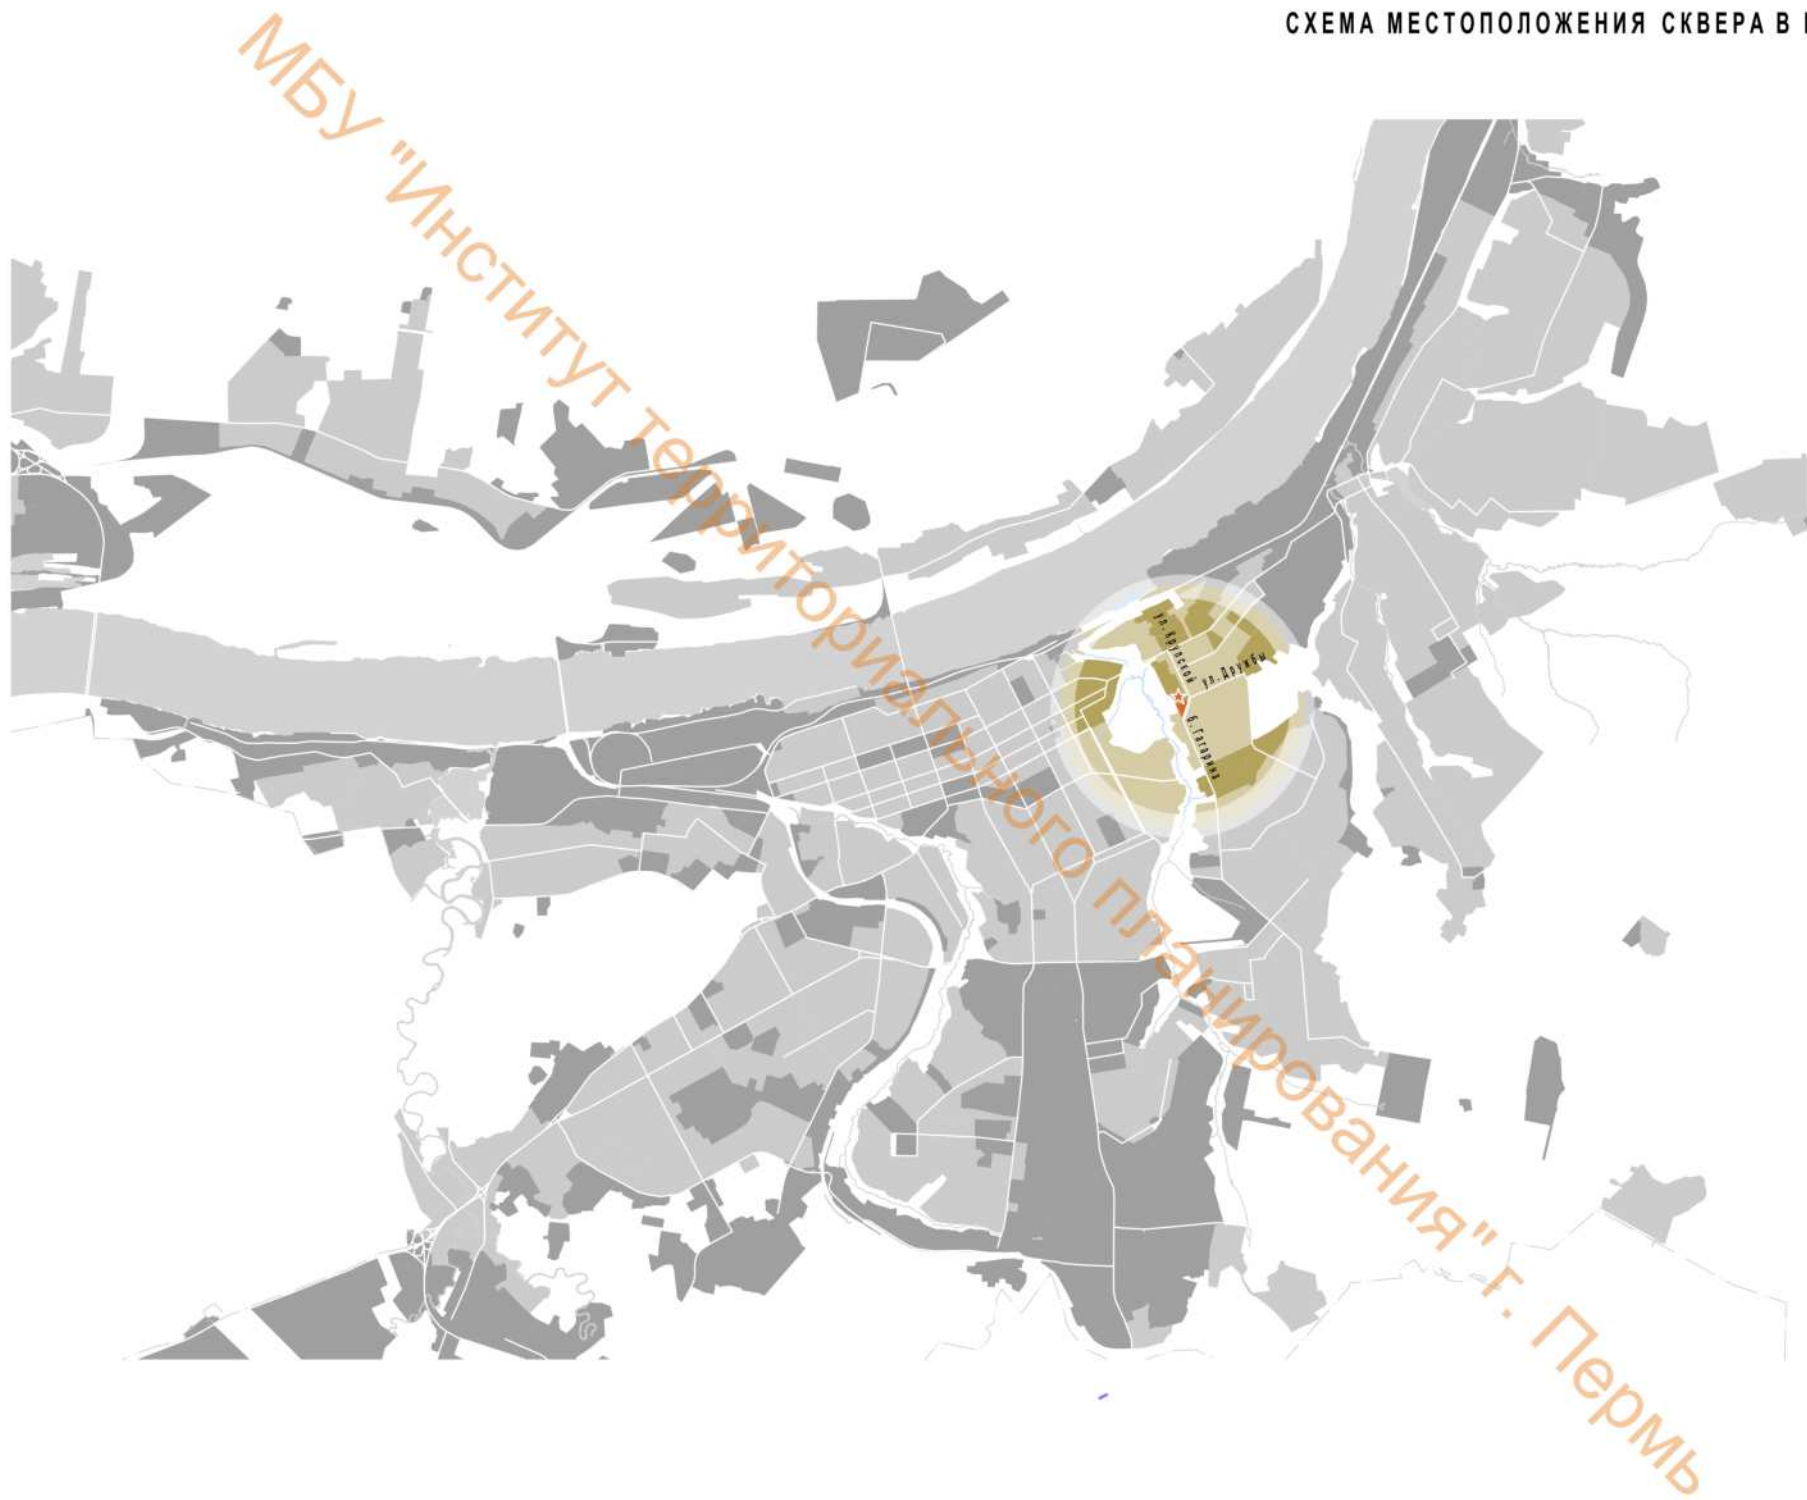 СХЕМА МЕСТОПОЛОЖЕНИЯ СКВЕРА В
МБУ "Институт территориального планирования" г. Пермь
ул. Крупской
ул. Дружбы
б. Гагарина